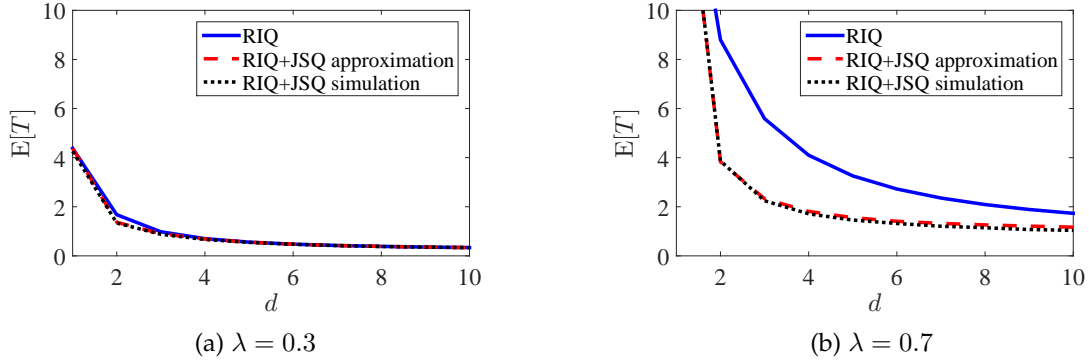 10
8
6
4
2
0
E[T]
RIQ
RIQ+JSQ approximation
RIQ+JSQ simulation
2 4 6 8 10
d
(a) λ = 0.3
10
8
6
4
2
0
E[T]
RIQ
RIQ+JSQ approximation
RIQ+JSQ simulation
2 4 6 8 10
d
(b) λ = 0.7